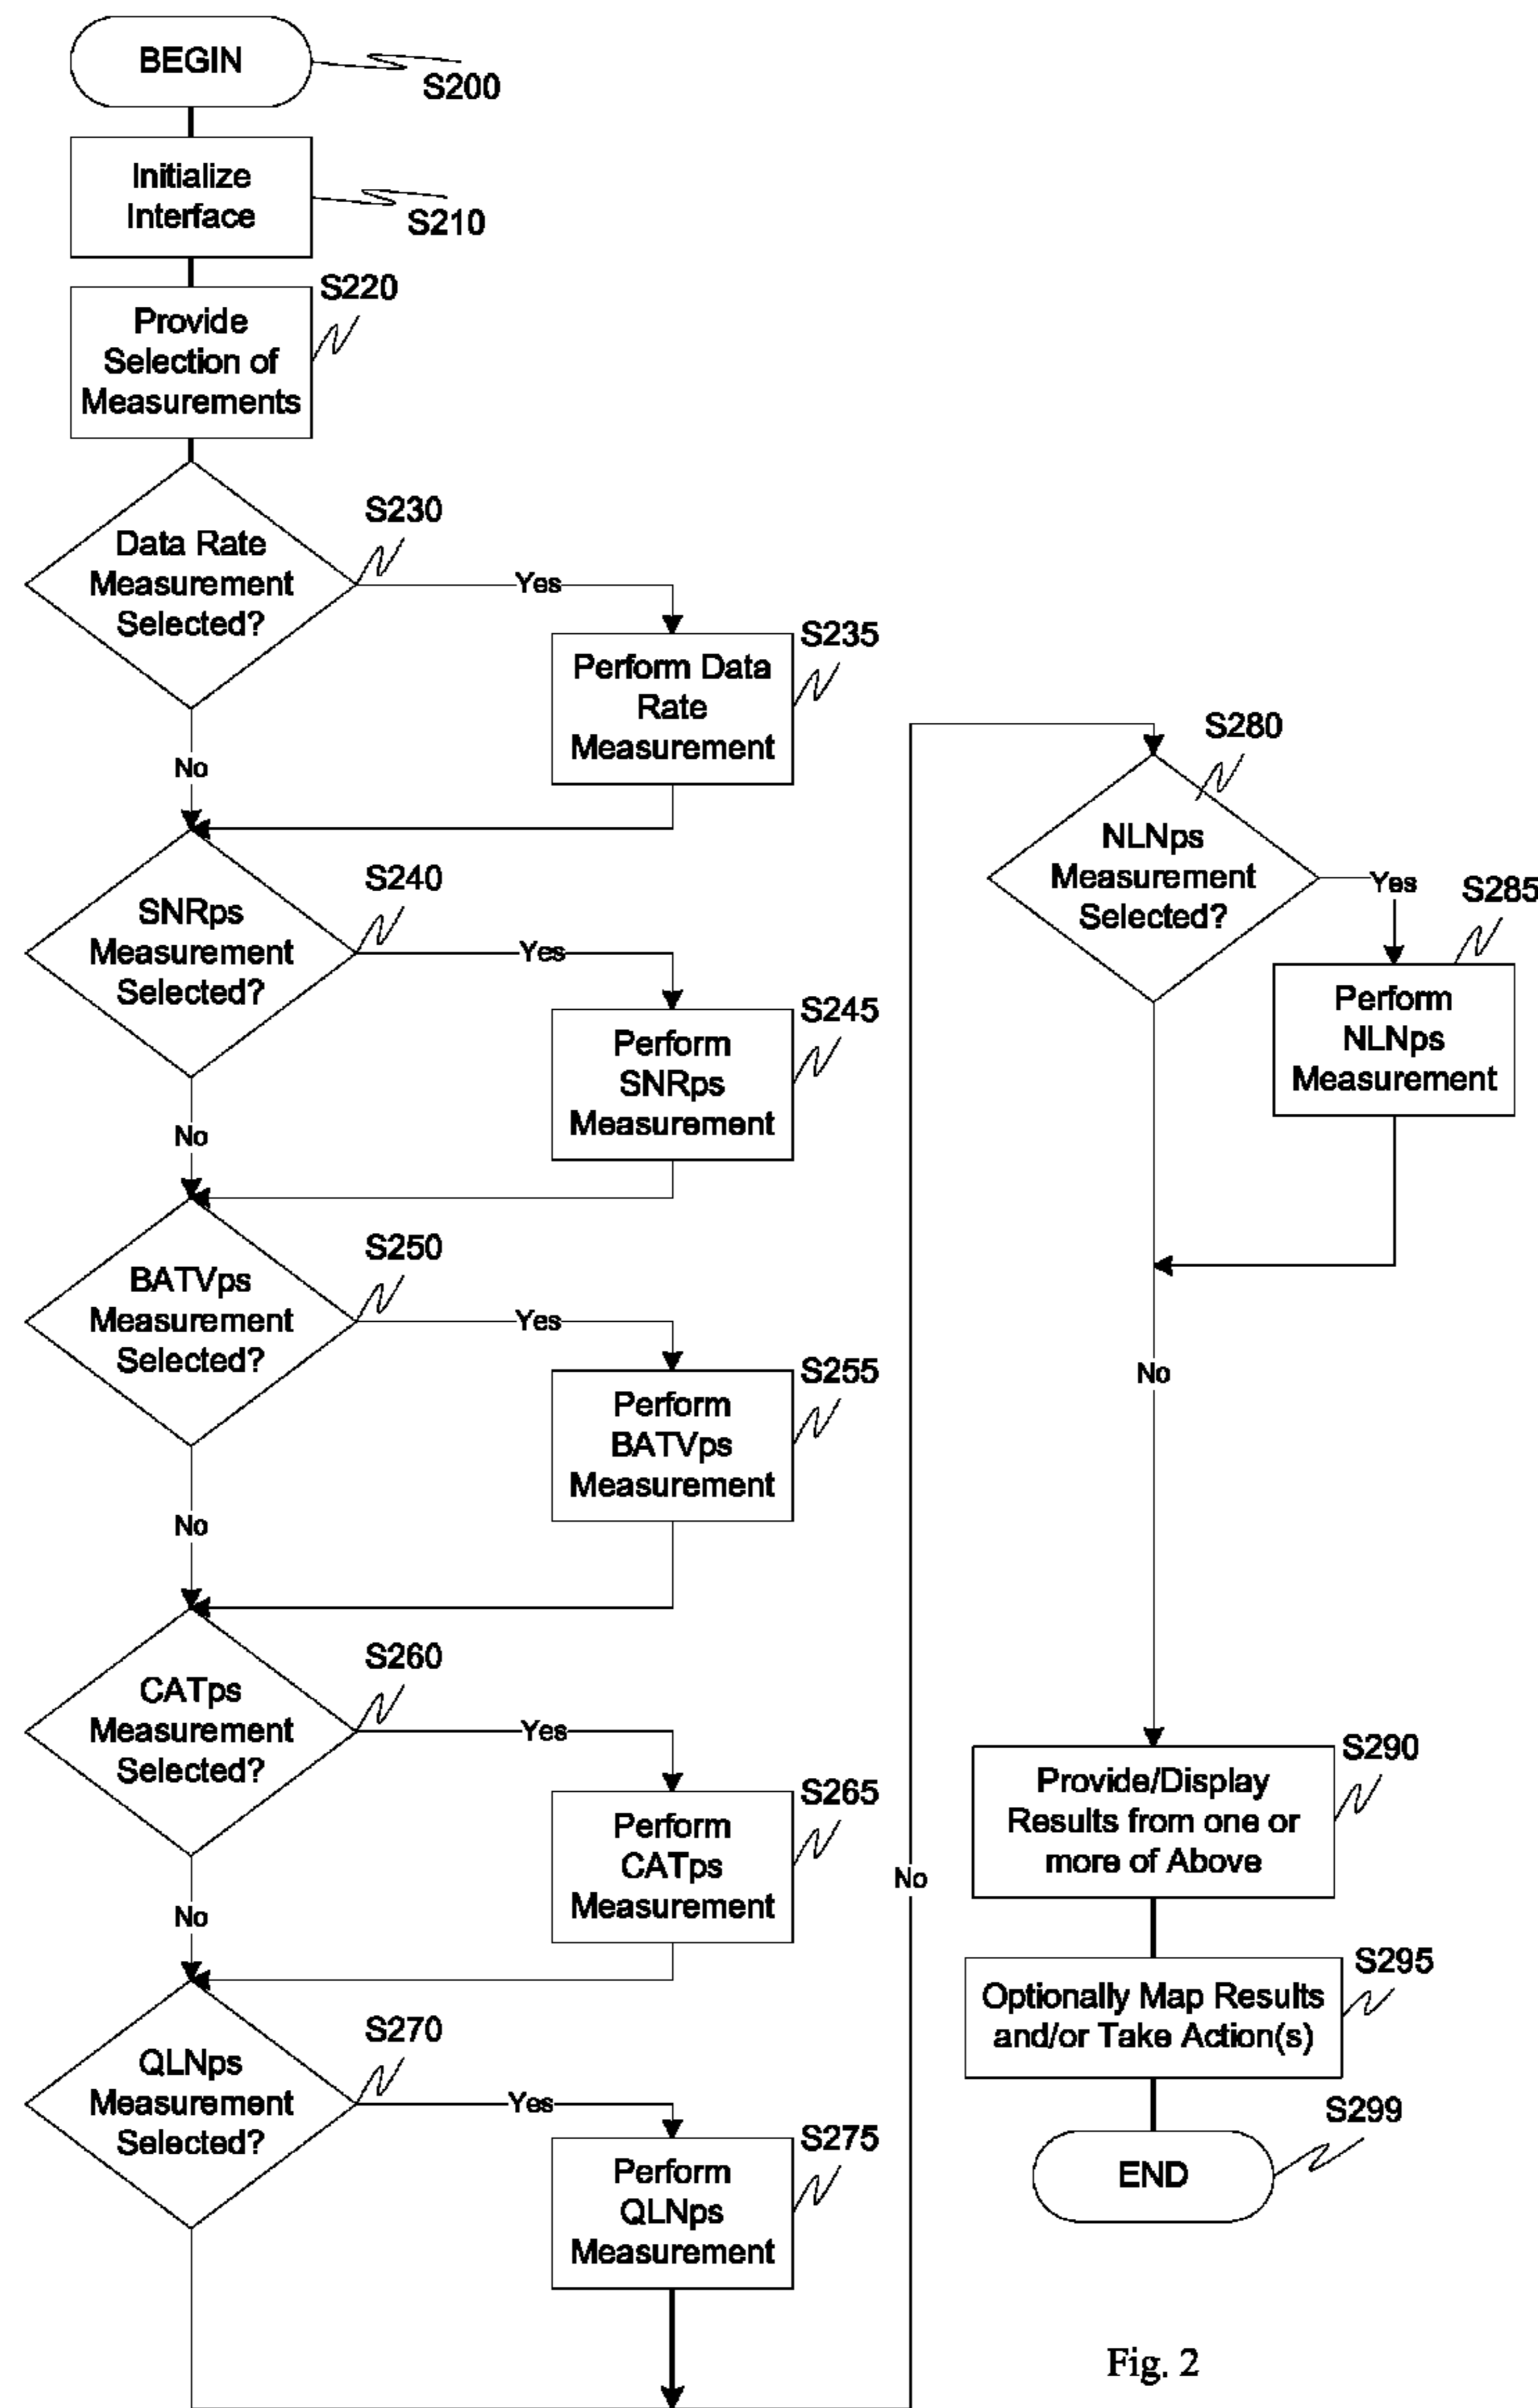 BEGIN
S200
Initialize
Interface
S210
S220
Provide
Selection of
Measurements
S230
Data Rate
Measurement
Selected?
Yes
S235
Perform Data
Rate
Measurement
No
S240
SNRps
Measurement
Selected?
Yes
S245
Perform
SNRps
Measurement
No
S250
BATVps
Measurement
Selected?
Yes
S255
Perform
BATVps
Measurement
No
S260
CATps
Measurement
Selected?
Yes
S265
Perform
CATps
Measurement
No
S270
QLNps
Measurement
Selected?
Yes
S275
Perform
QLNps
Measurement
No
S280
NLNps
Measurement
Selected?
Yes
S285
Perform
NLNps
Measurement
No
S290
Provide/Display
Results from one or
more of Above
S295
Optionally Map Results
and/or Take Action(s)
S299
END
Fig. 2